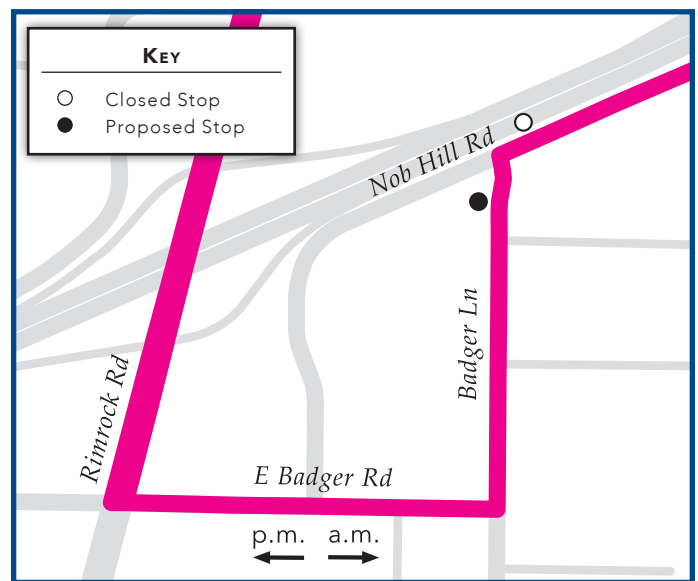 KEY
Closed Stop
Proposed Stop
Nob Hill Rd
Badger Ln
Rimrock Rd
E Badger Rd
p.m. a.m.